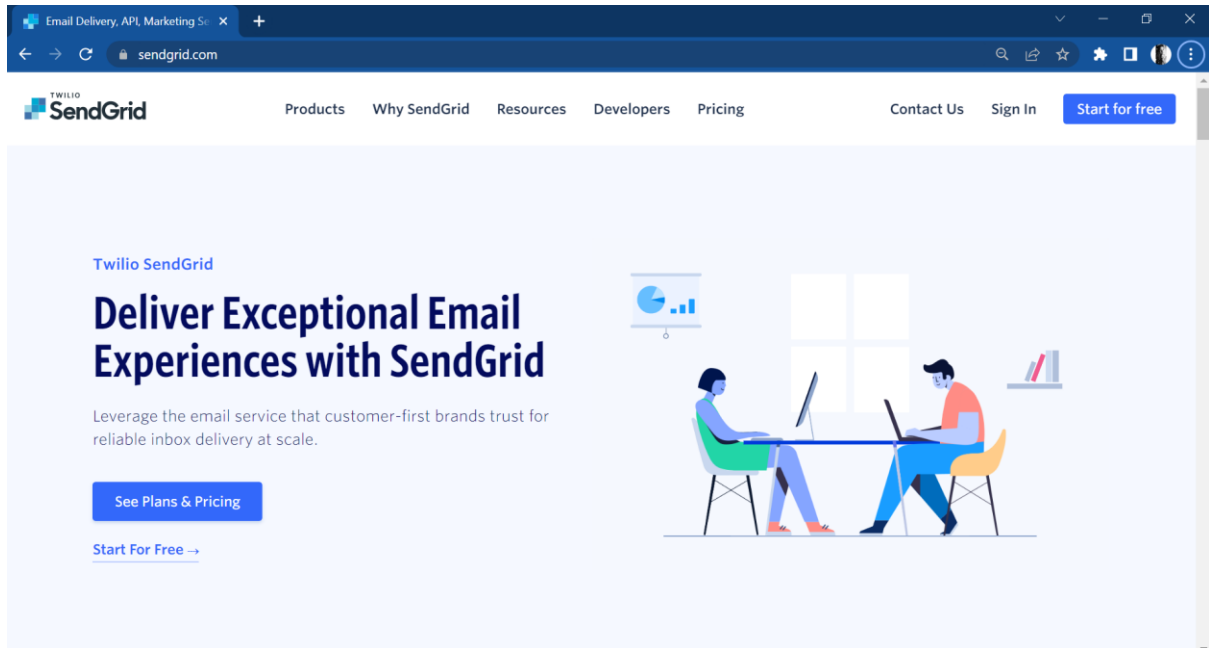 Email Delivery, API, Marketing Se
sendgrid.com
TWILIO
SendGrid
Products Why SendGrid Resources Developers Pricing Contact Us Sign In Start for free
Twilio SendGrid
Deliver Exceptional Email
Experiences with SendGrid
Leverage the email service that customer-first brands trust for
reliable inbox delivery at scale.
See Plans & Pricing
Start For Free →